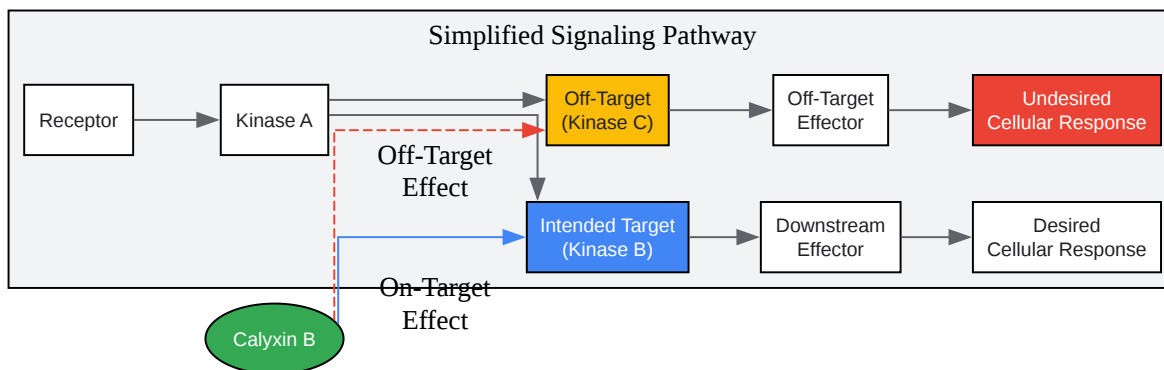 Simplified Signaling Pathway
Receptor
Kinase A
Off-Target
(Kinase C)
Off-Target
Effector
Undesired
Cellular Response
Off-Target
Effect
Intended Target
(Kinase B)
Downstream
Effector
Desired
Cellular Response
On-Target
Effect
Calyxin B